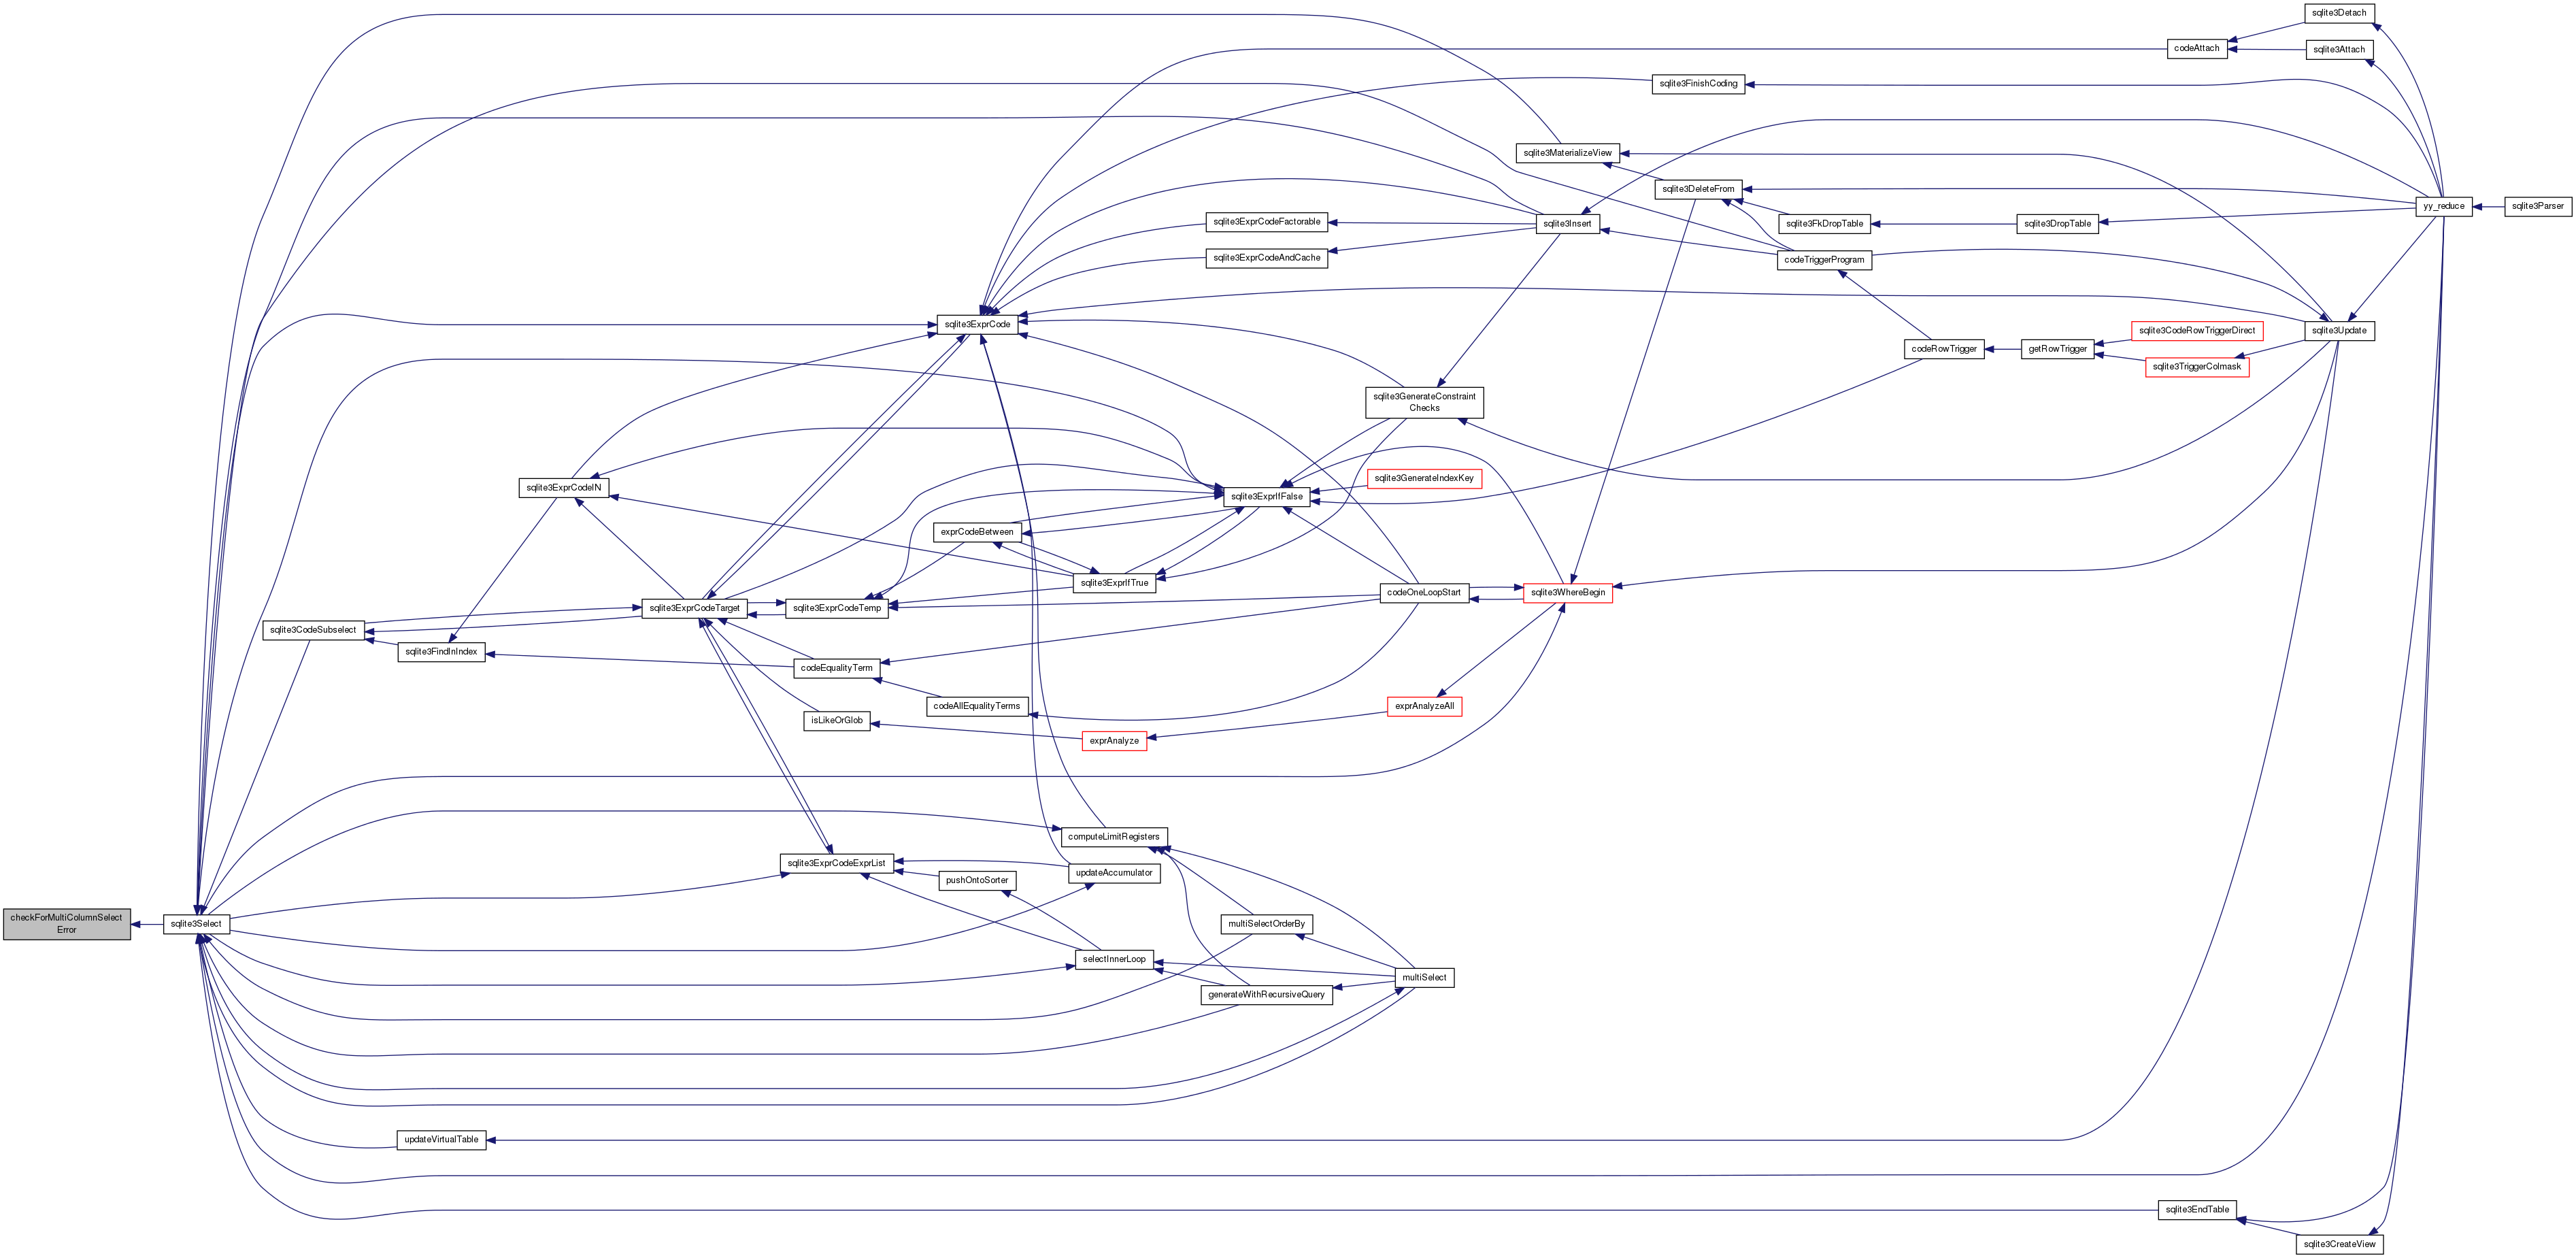 sqlite3Detach
codeAttach
sqlite3Attach
sqlite3FinishCoding
sqlite3MaterializeView
sqlite3DeleteFrom
yy_reduce
sqlite3Parser
sqlite3ExprCodeFactorable
sqlite3Insert
sqlite3FkDropTable
sqlite3DropTable
sqlite3ExprCodeAndCache
codeTriggerProgram
sqlite3ExprCode
sqlite3CodeRowTriggerDirect
sqlite3Update
codeRowTrigger
getRowTrigger
sqlite3TriggerColmask
sqlite3GenerateConstraint
Checks
sqlite3GenerateIndexKey
sqlite3ExprCodeIN
sqlite3ExprIfFalse
exprCodeBetween
sqlite3ExprIfTrue
codeOneLoopStart
sqlite3WhereBegin
sqlite3ExprCodeTarget
sqlite3ExprCodeTemp
sqlite3CodeSubselect
sqlite3FindInIndex
codeEqualityTerm
codeAllEqualityTerms
exprAnalyzeAll
isLikeOrGlob
exprAnalyze
computeLimitRegisters
sqlite3ExprCodeExprList
updateAccumulator
pushOntoSorter
checkForMultiColumnSelect
Error
sqlite3Select
multiSelectOrderBy
selectInnerLoop
multiSelect
generateWithRecursiveQuery
updateVirtualTable
sqlite3EndTable
sqlite3CreateView